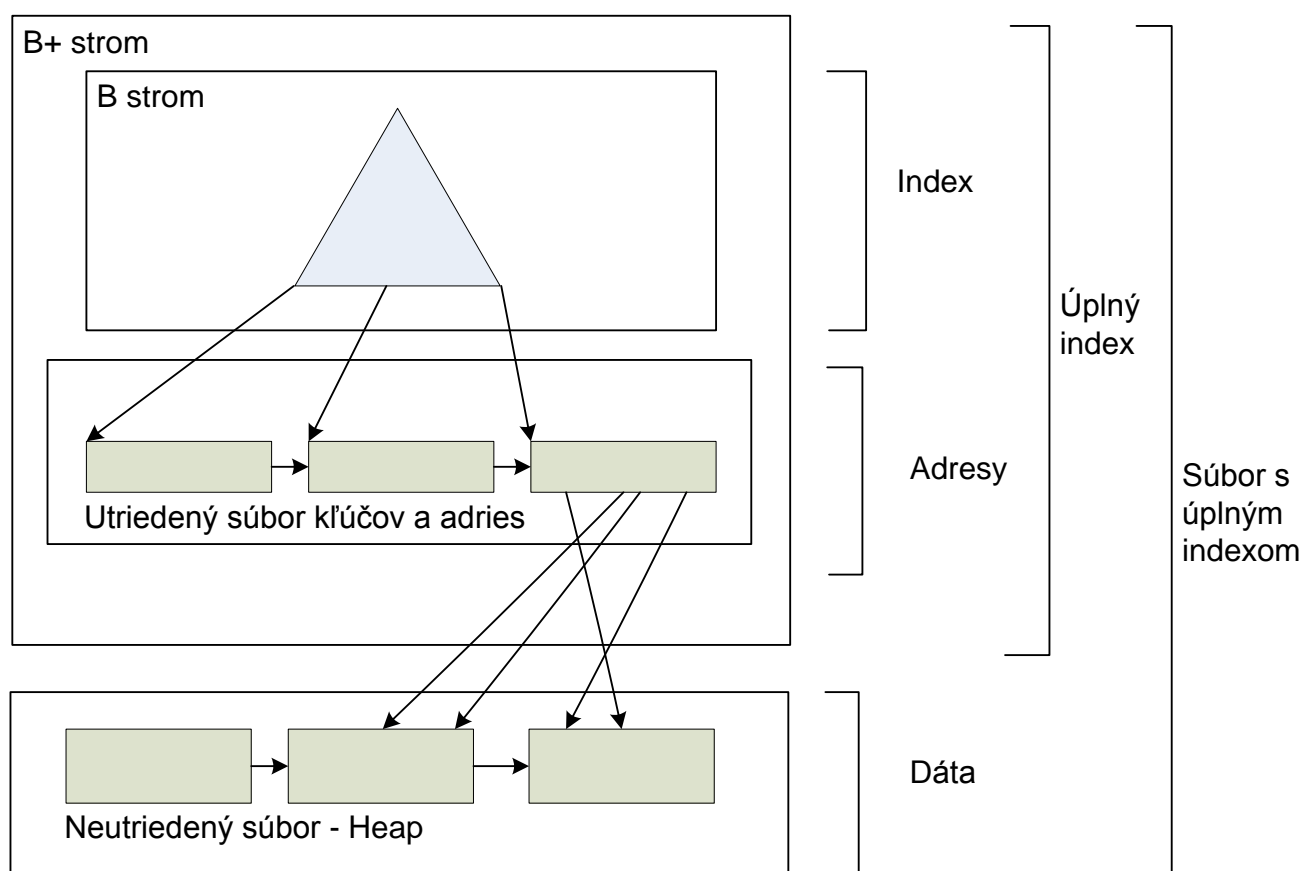 B+ strom
B strom
Index
Úplný
index
Adresy
Súbor s
úplným
indexom
Utriedený súbor kľúčov a adries
Dáta
Neutriedený súbor - Heap